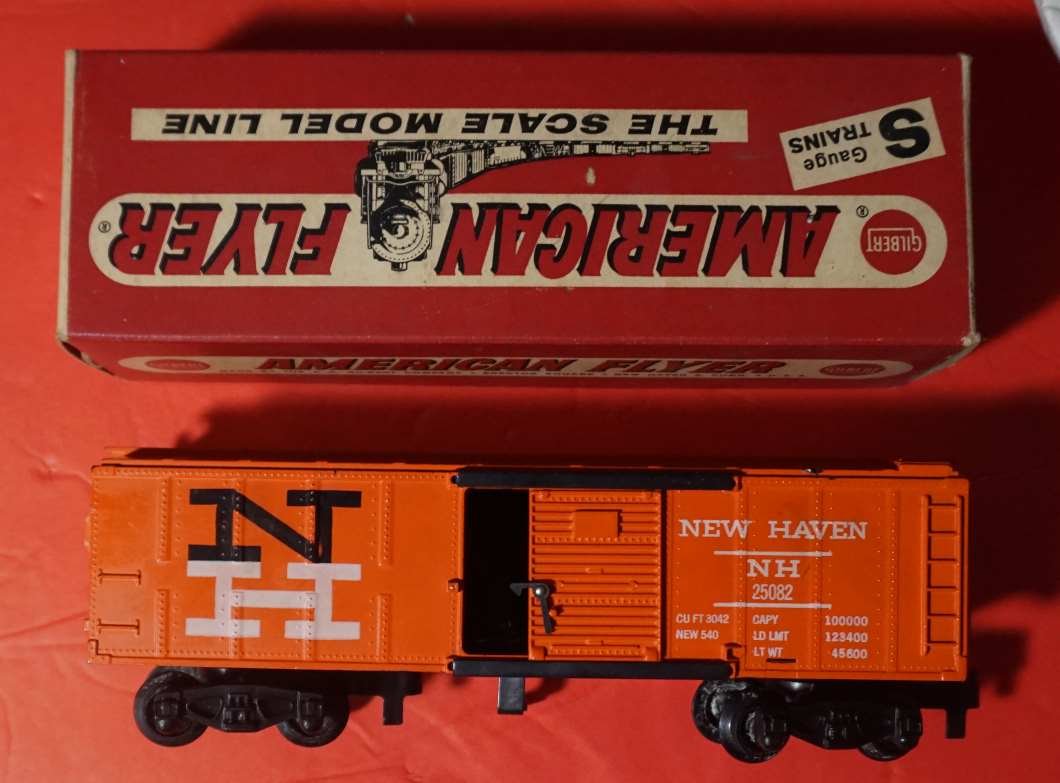 S Gauge
TRAINS
THE SCALE MODEL LINE
GILBERT
®
AMERICAN FLYER
®
AMERICAN FLYER
NH
NEW HAVEN
NH
25082
CU FT 3042
NEW 540
CAPY 100000
LD LMT 123400
LT WT 45600